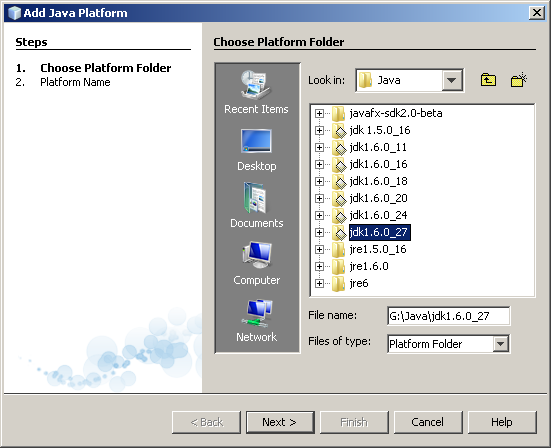 Add Java Platform
Steps
1. Choose Platform Folder
2. Platform Name
Choose Platform Folder
Look in: Java
Recent Items
Desktop
Documents
Computer
Network
javafx-sdk2.0-beta
jdk 1.5.0_16
jdk1.6.0_11
jdk1.6.0_16
jdk1.6.0_18
jdk1.6.0_20
jdk1.6.0_24
jdk1.6.0_27
jre1.5.0_16
jre1.6.0
jre6
File name: G:\Java\jdk1.6.0_27
Files of type: Platform Folder
< Back Next > Finish Cancel Help